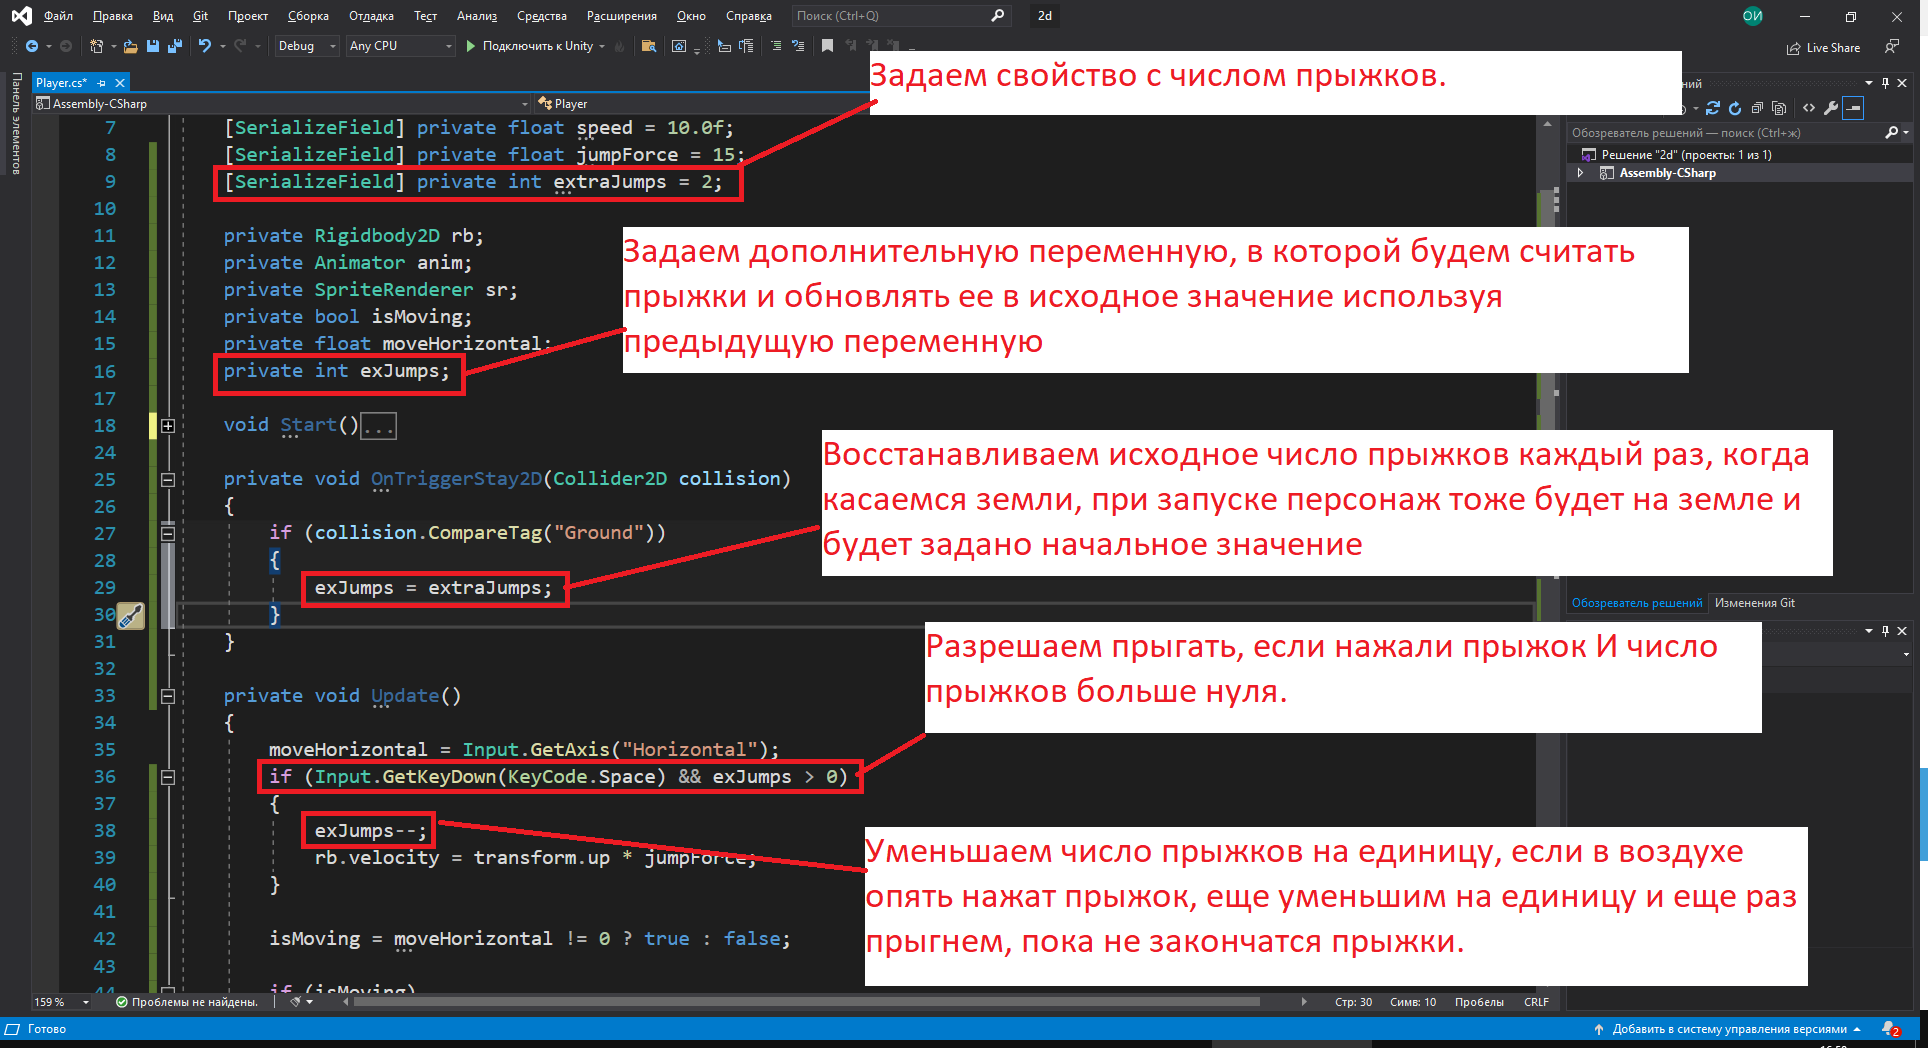 Файл Правка Вид Git Проект Сборка Отладка Тест Анализ Средства Расширения Окно Справка Поиск (Ctrl+Q) 2d ОИ
Debug Any CPU Подключить к Unity Live Share
Панель элементов
Player.cs*
Assembly-CSharp Player
Задаем свойство с числом прыжков.
7 [SerializeField] private float speed = 10.0f;
8 [SerializeField] private float jumpForce = 15;
9 [SerializeField] private int extraJumps = 2;
10
11 private Rigidbody2D rb;
12 private Animator anim;
13 private SpriteRenderer sr;
14 private bool isMoving;
15 private float moveHorizontal;
16 private int exJumps;
17
Задаем дополнительную переменную, в которой будем считать
прыжки и обновлять ее в исходное значение используя
предыдущую переменную
18 void Start()...
24
25 private void OnTriggerStay2D(Collider2D collision)
26 {
27 if (collision.CompareTag("Ground"))
28 {
29 exJumps = extraJumps;
30 }
31 }
32
Восстанавливаем исходное число прыжков каждый раз, когда
касаемся земли, при запуске персонаж тоже будет на земле и
будет задано начальное значение
33 private void Update()
34 {
35 moveHorizontal = Input.GetAxis("Horizontal");
36 if (Input.GetKeyDown(KeyCode.Space) && exJumps > 0)
37 {
38 exJumps--;
39 rb.velocity = transform.up * jumpForce;
40 }
41
42 isMoving = moveHorizontal != 0 ? true : false;
43
44 if (isMoving)
Разрешаем прыгать, если нажали прыжок И число
прыжков больше нуля.
Уменьшаем число прыжков на единицу, если в воздухе
опять нажат прыжок, еще уменьшим на единицу и еще раз
прыгнем, пока не закончатся прыжки.
ний
Обозреватель решений — поиск (Ctrl+ж)
Решение "2d" (проекты: 1 из 1)
Assembly-CSharp
Обозреватель решений Изменения Git
159 % Проблемы не найдены. Стр: 30 Симв: 10 Пробелы CRLF
Готово Добавить в систему управления версиями 2